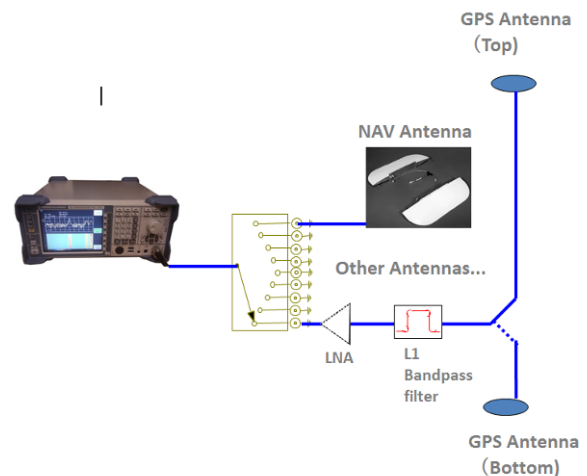 GPS Antenna
（Top)
NAV Antenna
Other Antennas...
LNA
L1
Bandpass
filter
GPS Antenna
（Bottom)